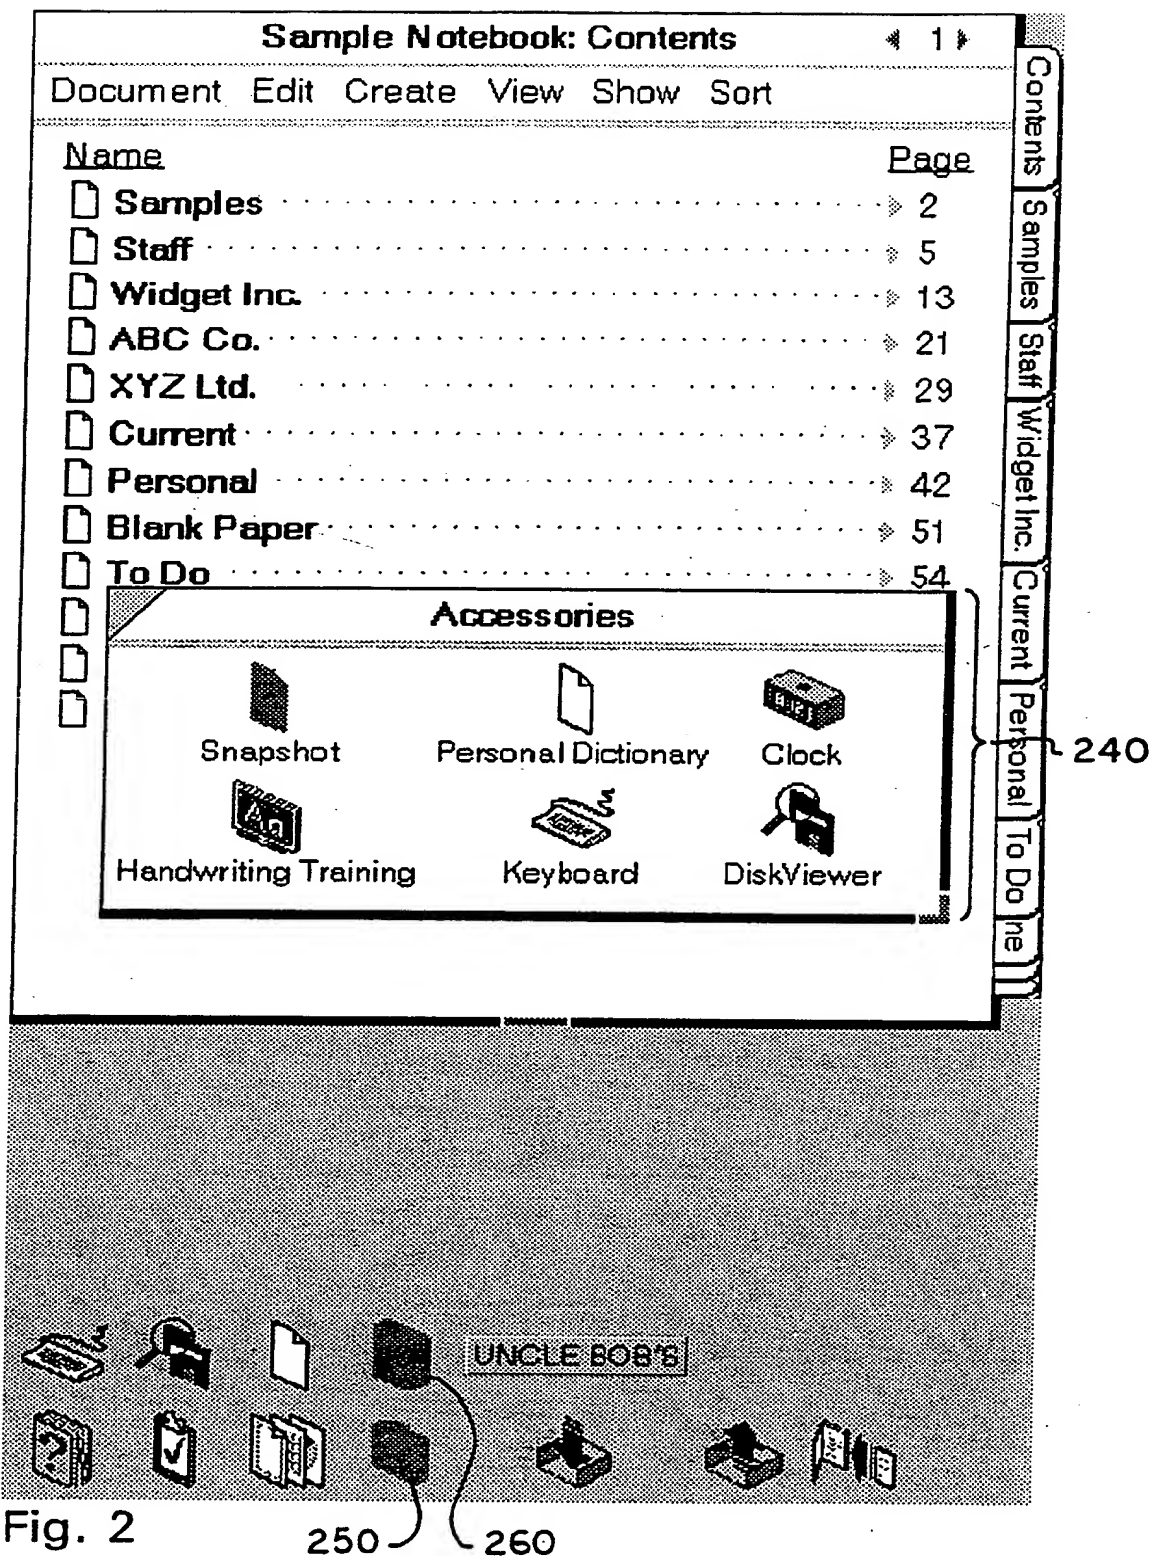 Sample Notebook: Contents 1
Document Edit Create View Show Sort
Name Page
Samples 2
Staff 5
Widget Inc. 13
ABC Co. 21
XYZ Ltd. 29
Current 37
Personal 42
Blank Paper 51
To Do 54
Accessories
Snapshot Personal Dictionary Clock
Handwriting Training Keyboard DiskViewer
Contents
Samples
Staff
Widget Inc.
Current
Personal
To Do
ne
240
UNCLE BOB'S
Fig. 2
250 260